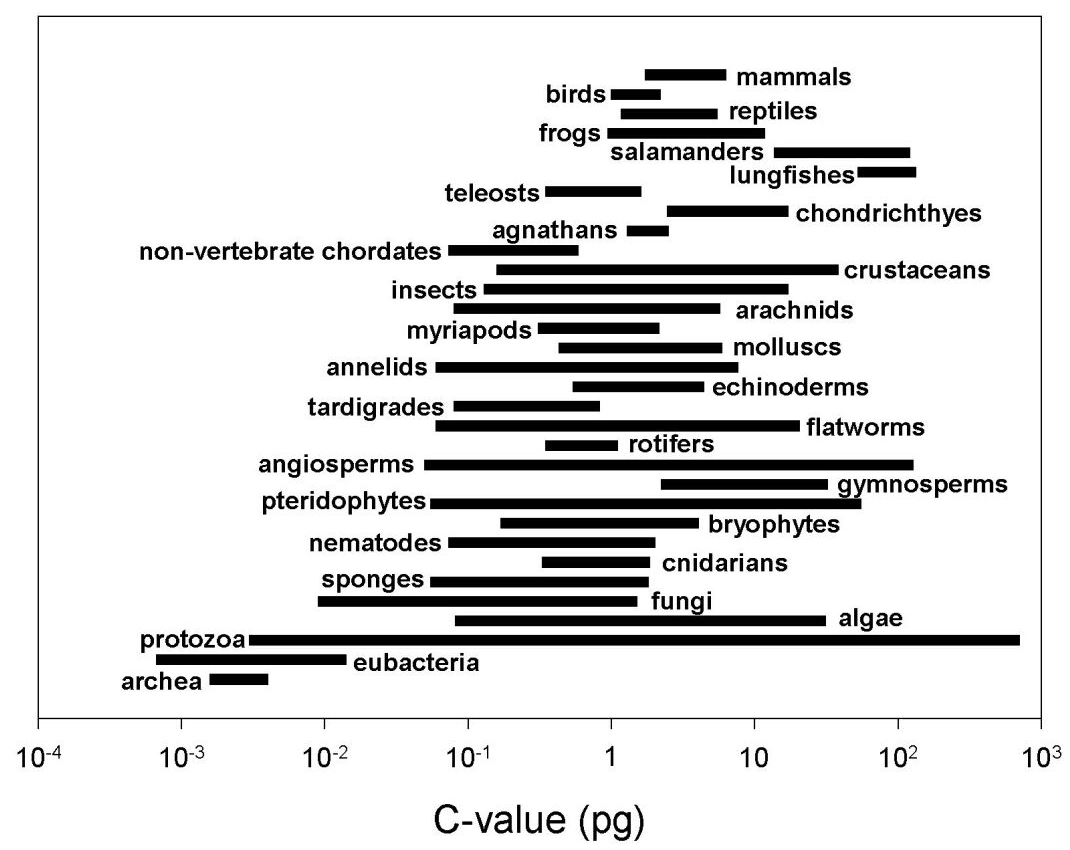 mammals
birds
reptiles
frogs
salamanders
lungfishes
teleosts
chondrichthyes
agnathans
non-vertebrate chordates
crustaceans
insects
arachnids
myriapods
molluscs
annelids
echinoderms
tardigrades
flatworms
rotifers
angiosperms
gymnosperms
pteridophytes
bryophytes
nematodes
cnidarians
sponges
fungi
algae
protozoa
eubacteria
archea
10⁻⁴ 10⁻³ 10⁻² 10⁻¹ 1 10 10² 10³
C-value (pg)